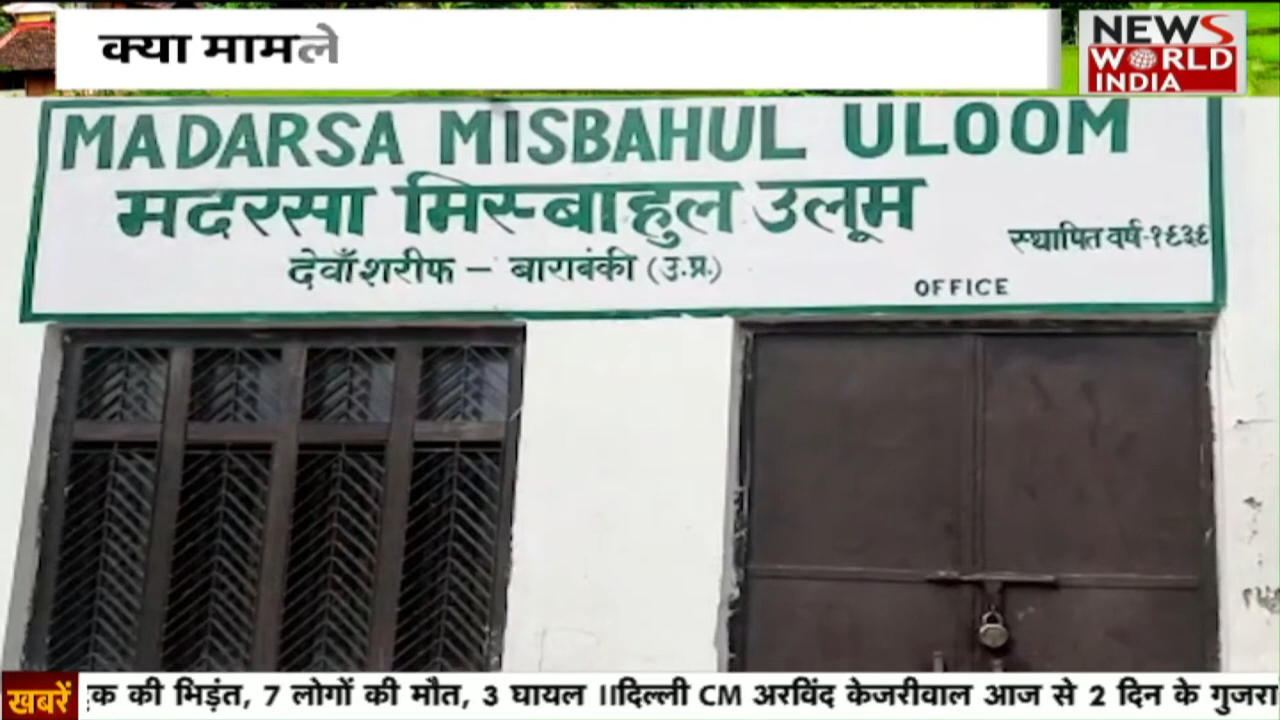 क्या मामले
NEWS
WORLD
INDIA
MADARSA MISBAHUL ULOOM
मदरसा मिस्बाहुल उलूम
स्थापित वर्ष-१९३९
देवाँ शरीफ - बाराबंकी (उ.प्र.)
OFFICE
खबरें
की भिड़ंत, 7 लोगों की मौत, 3 घायल ॥दिल्ली CM अरविंद केजरीवाल आज से 2 दिन के गुजरा